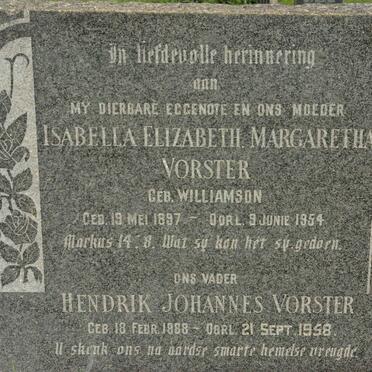 In liefdevolle herinnering
aan
MY DIERBARE EGGENOTE EN ONS MOEDER
ISABELLA ELIZABETH MARGARETHA
VORSTER
GEB. WILLIAMSON
GEB. 19 MEI 1897 - OORL. 9 JUNIE 1954
Markus 14:8. Wat sy kon het sy gedoen.
ONS VADER
HENDRIK JOHANNES VORSTER
GEB. 18 FEBR. 1888 - OORL. 21 SEPT. 1958.
U skenk ons na aardse smarte hemelse vreugde.